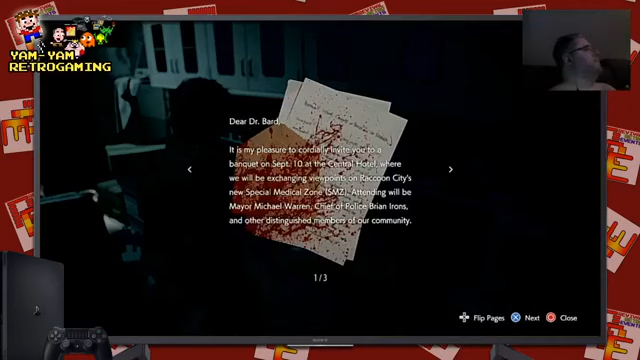 YAM-YAM-
RETROGAMING
Dear Dr. Bard,
It is my pleasure to cordially invite you to a
banquet on Sept. 10 at the Central Hotel, where
we will be exchanging viewpoints on Raccoon City's
new Special Medical Zone (SMZ). Attending will be
Mayor Michael Warren, Chief of Police Brian Irons,
and other distinguished members of our community.
1/3
Flip Pages Next Close